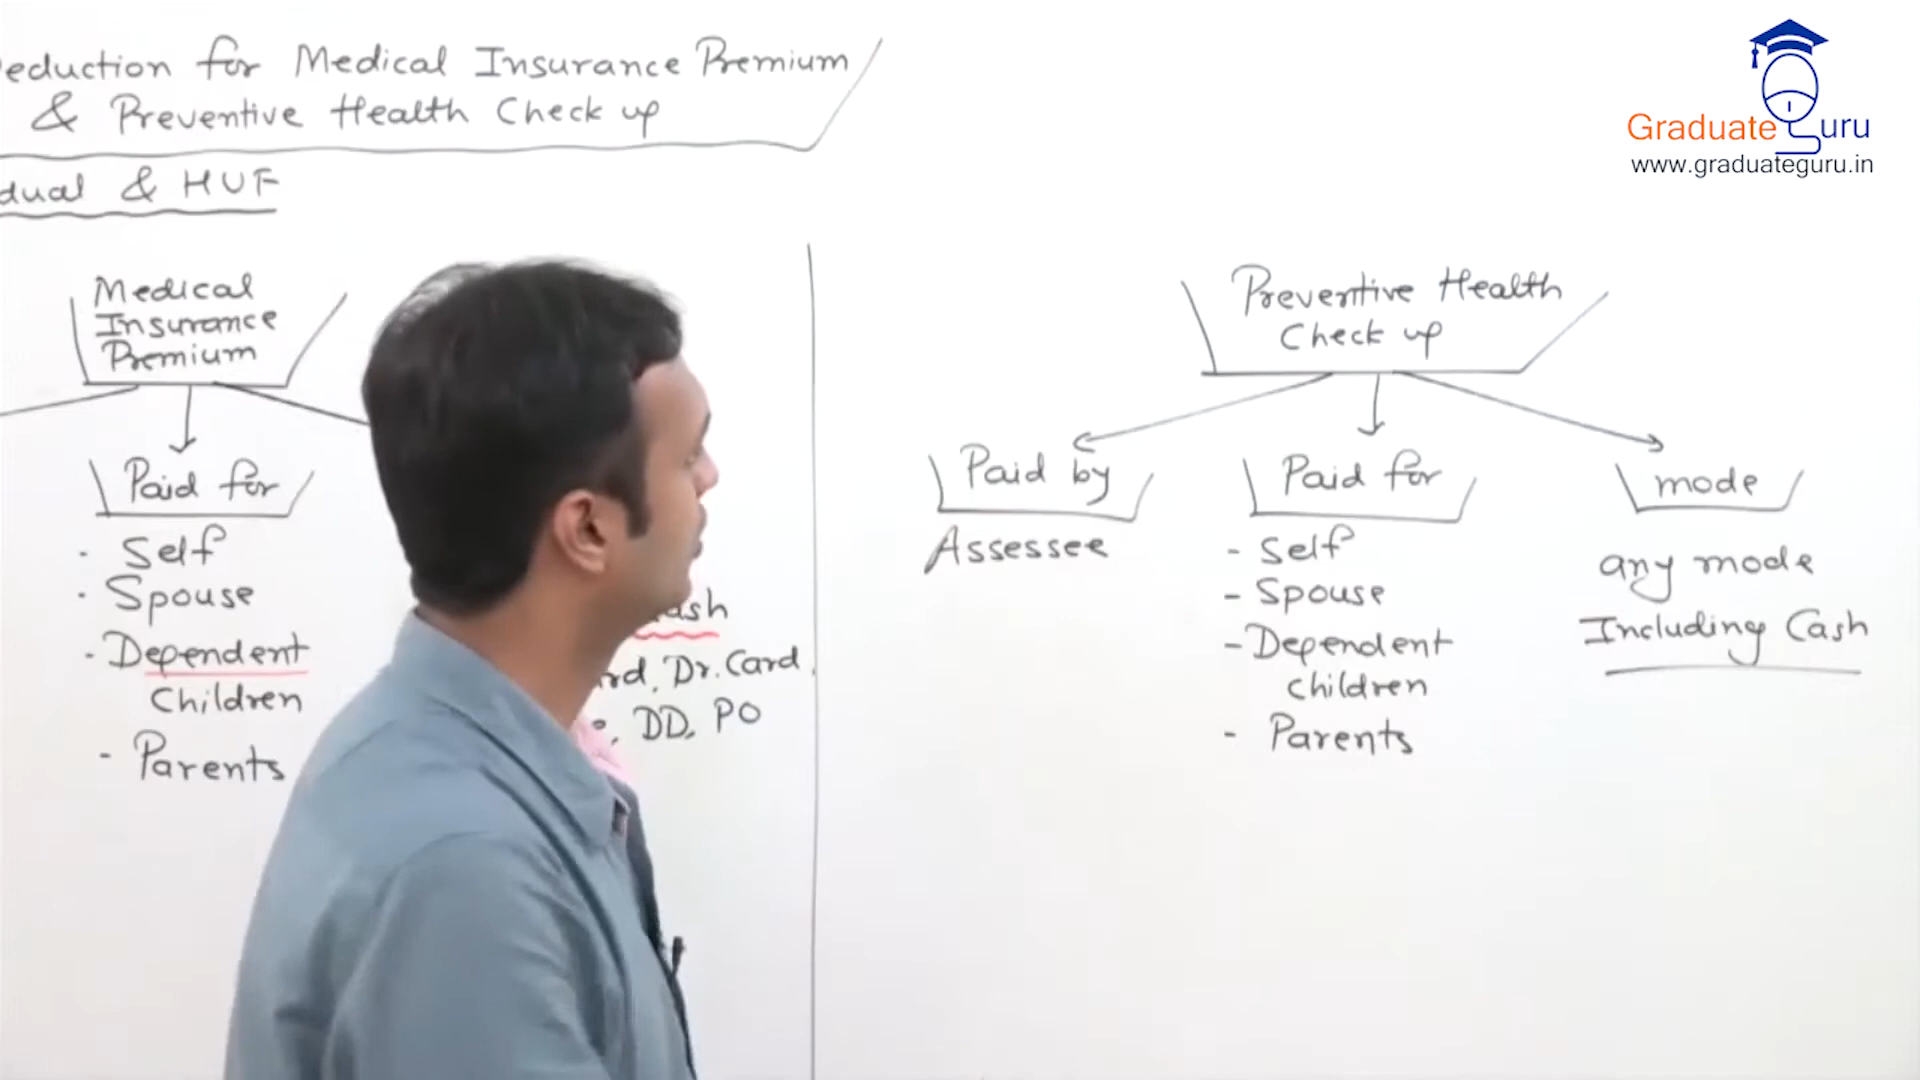 eduction for Medical Insurance Premium
& Preventive Health Check up
dual & HUF
Medical
Insurance
Premium
Paid for
· Self
· Spouse
· Dependent
Children
- Parents
ash
rd, Dr. Card,
, DD, PO
Preventive Health
Check up
Paid by
Assessee
Paid for
- Self
- Spouse
- Dependent
children
- Parents
mode
any mode
Including Cash
Graduate Guru
www.graduateguru.in